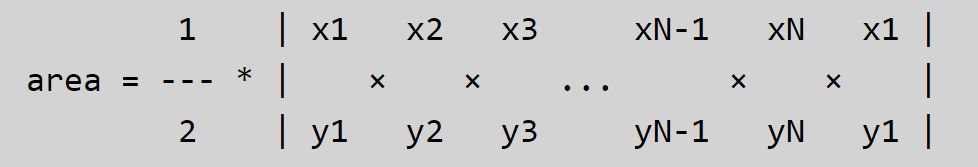 1 | x1 x2 x3 xN-1 xN x1 |
area = --- * | × × ... × × |
2 | y1 y2 y3 yN-1 yN y1 |